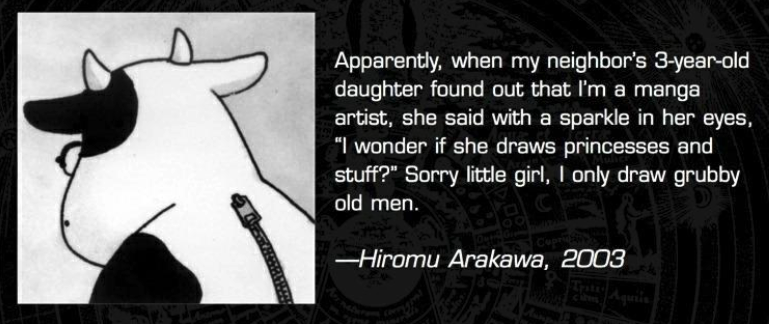 Apparently, when my neighbor's 3-year-old
daughter found out that I'm a manga
artist, she said with a sparkle in her eyes,
"I wonder if she draws princesses and
stuff?" Sorry little girl, I only draw grubby
old men.
—Hiromu Arakawa, 2003